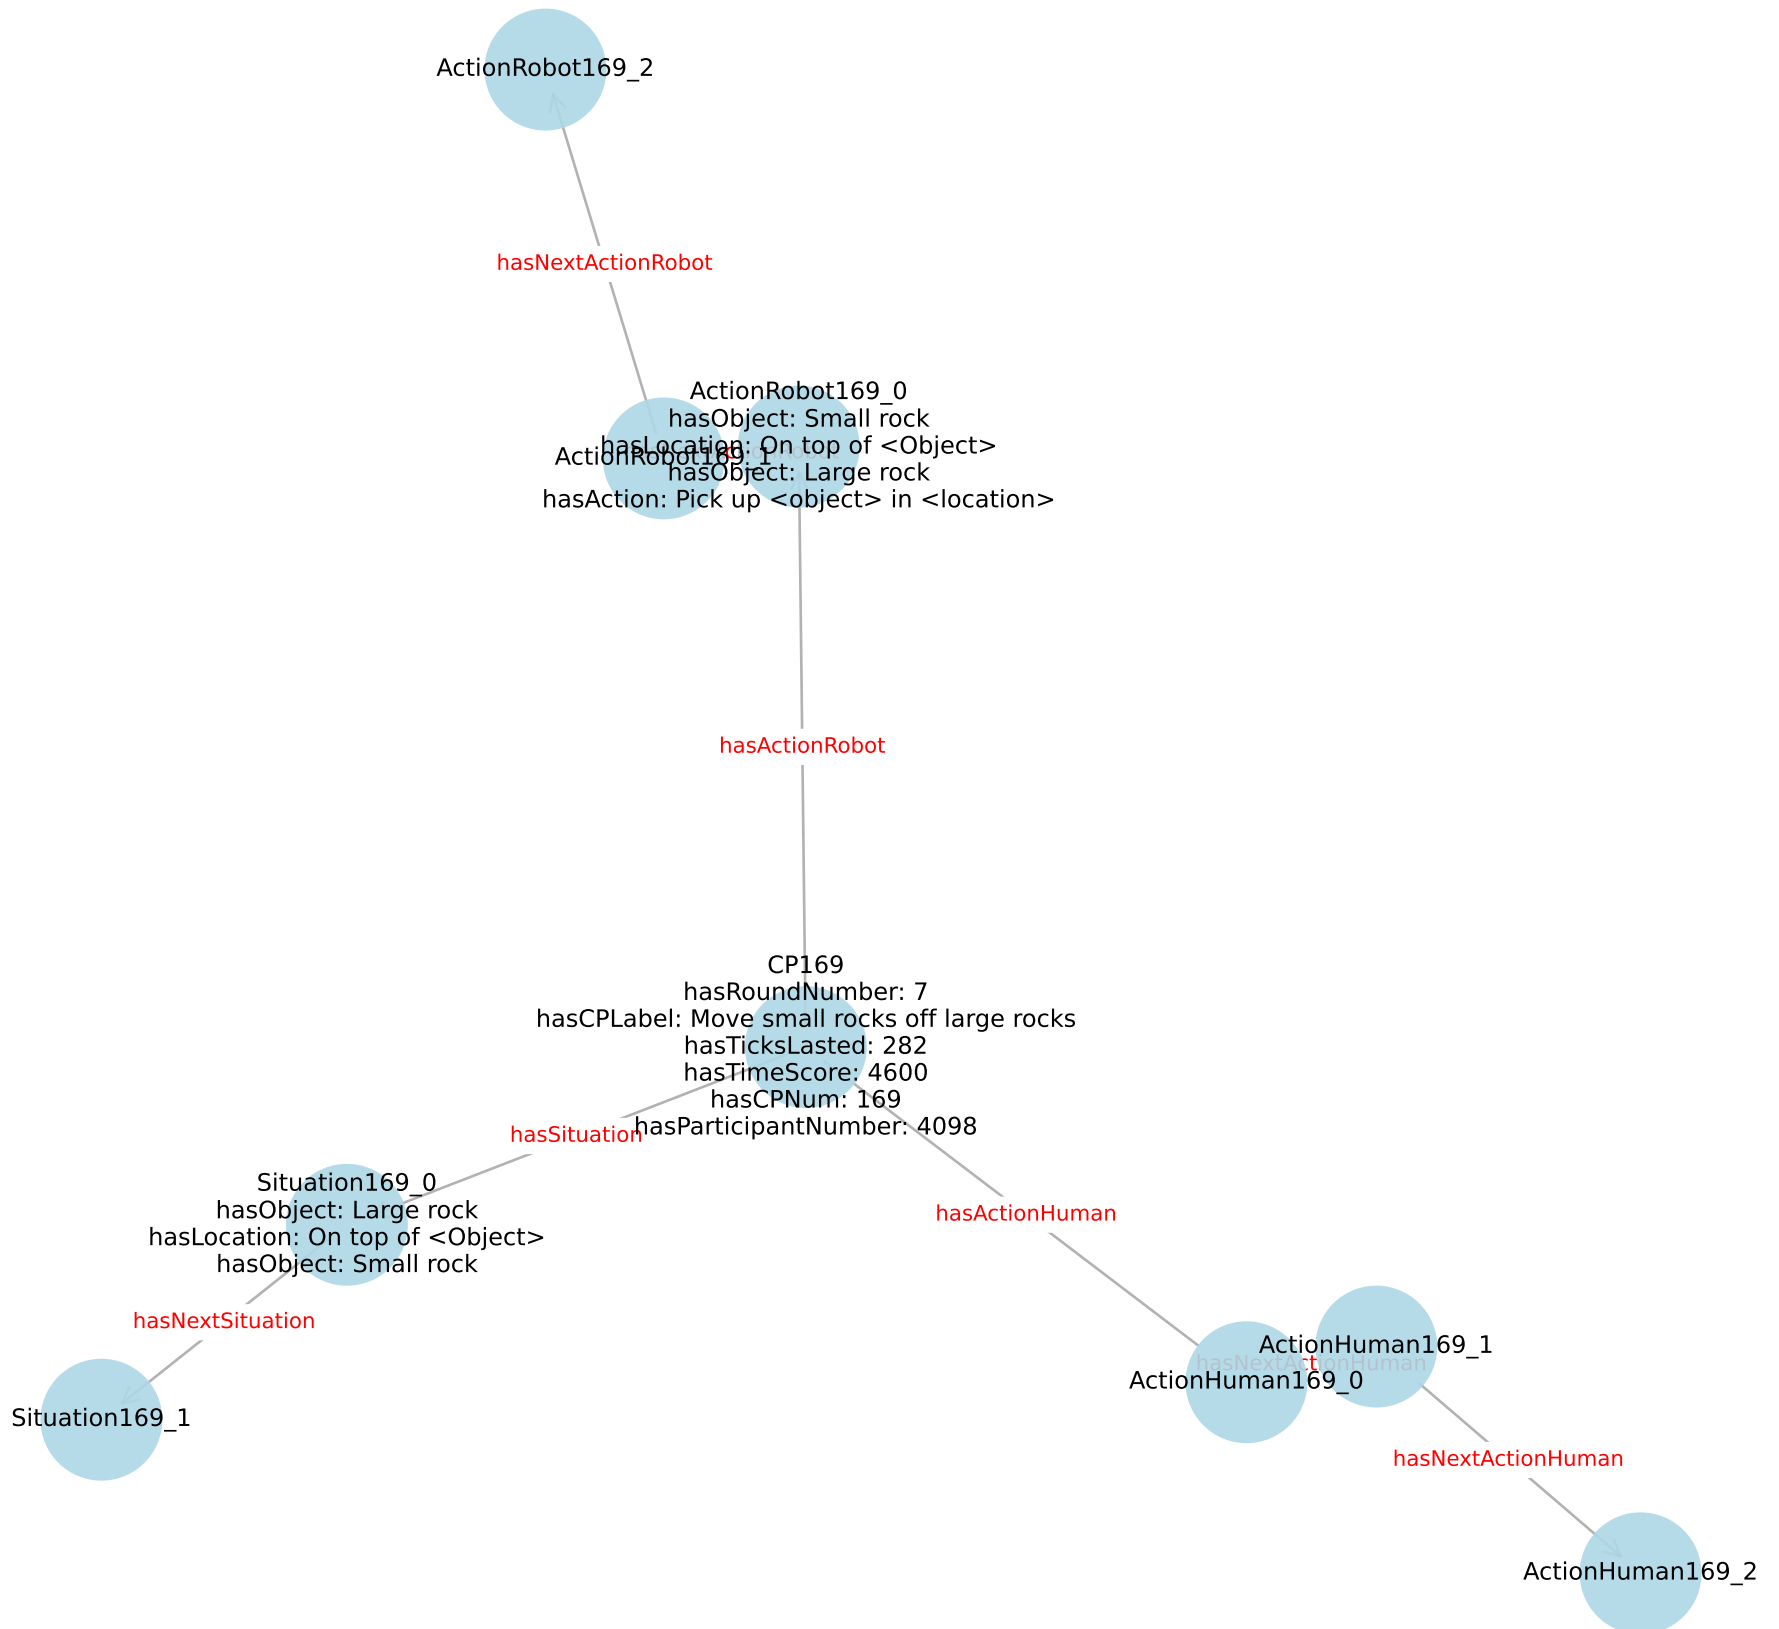 ActionRobot169_2
hasNextActionRobot
ActionRobot169_0
hasObject: Small rock
hasLocation: On top of <Object>
ActionRobot169_1
hasObject: Large rock
hasAction: Pick up <object> in <location>
hasActionRobot
CP169
hasRoundNumber: 7
hasCPLabel: Move small rocks off large rocks
hasTicksLasted: 282
hasTimeScore: 4600
hasCPNum: 169
hasParticipantNumber: 4098
hasSituation
Situation169_0
hasObject: Large rock
hasLocation: On top of <Object>
hasObject: Small rock
hasActionHuman
hasNextSituation
Situation169_1
ActionHuman169_1
hasNextActionHuman
ActionHuman169_0
hasNextActionHuman
ActionHuman169_2